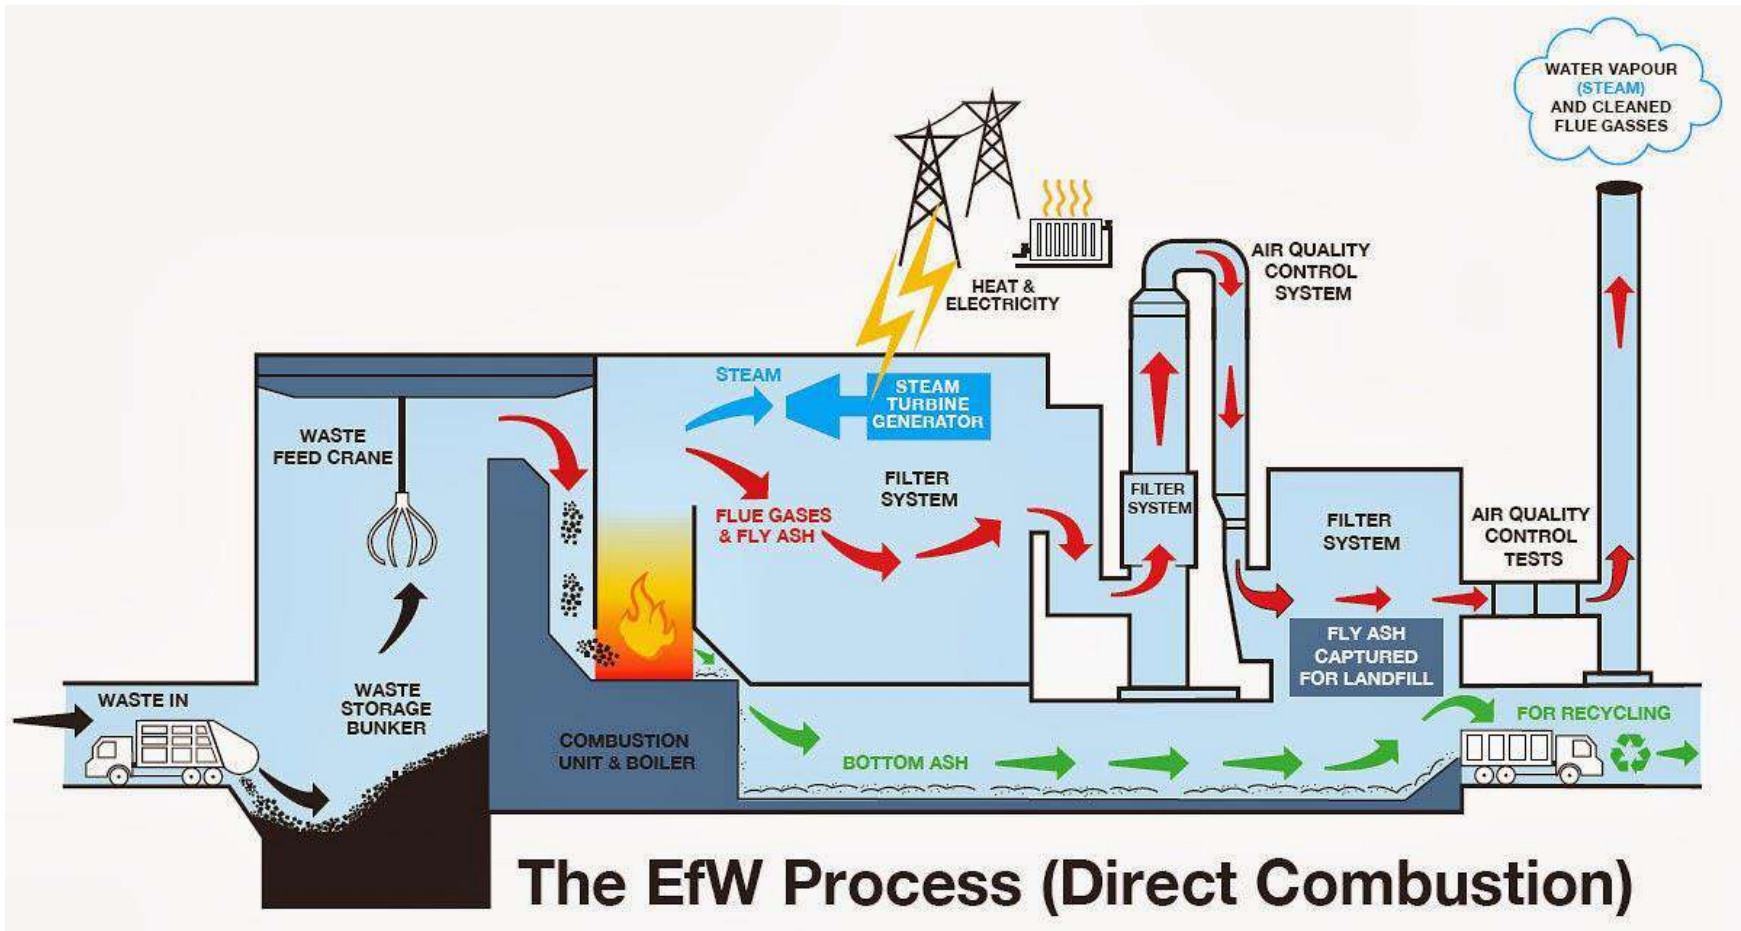 WATER VAPOUR
(STEAM)
AND CLEANED
FLUE GASSES
HEAT &
ELECTRICITY
AIR QUALITY
CONTROL
SYSTEM
STEAM
STEAM
TURBINE
GENERATOR
WASTE
FEED CRANE
FILTER
SYSTEM
FLUE GASES
& FLY ASH
FILTER
SYSTEM
FILTER
SYSTEM
AIR QUALITY
CONTROL
TESTS
FLY ASH
CAPTURED
FOR LANDFILL
WASTE IN
WASTE
STORAGE
BUNKER
COMBUSTION
UNIT & BOILER
BOTTOM ASH
FOR RECYCLING
The EfW Process (Direct Combustion)